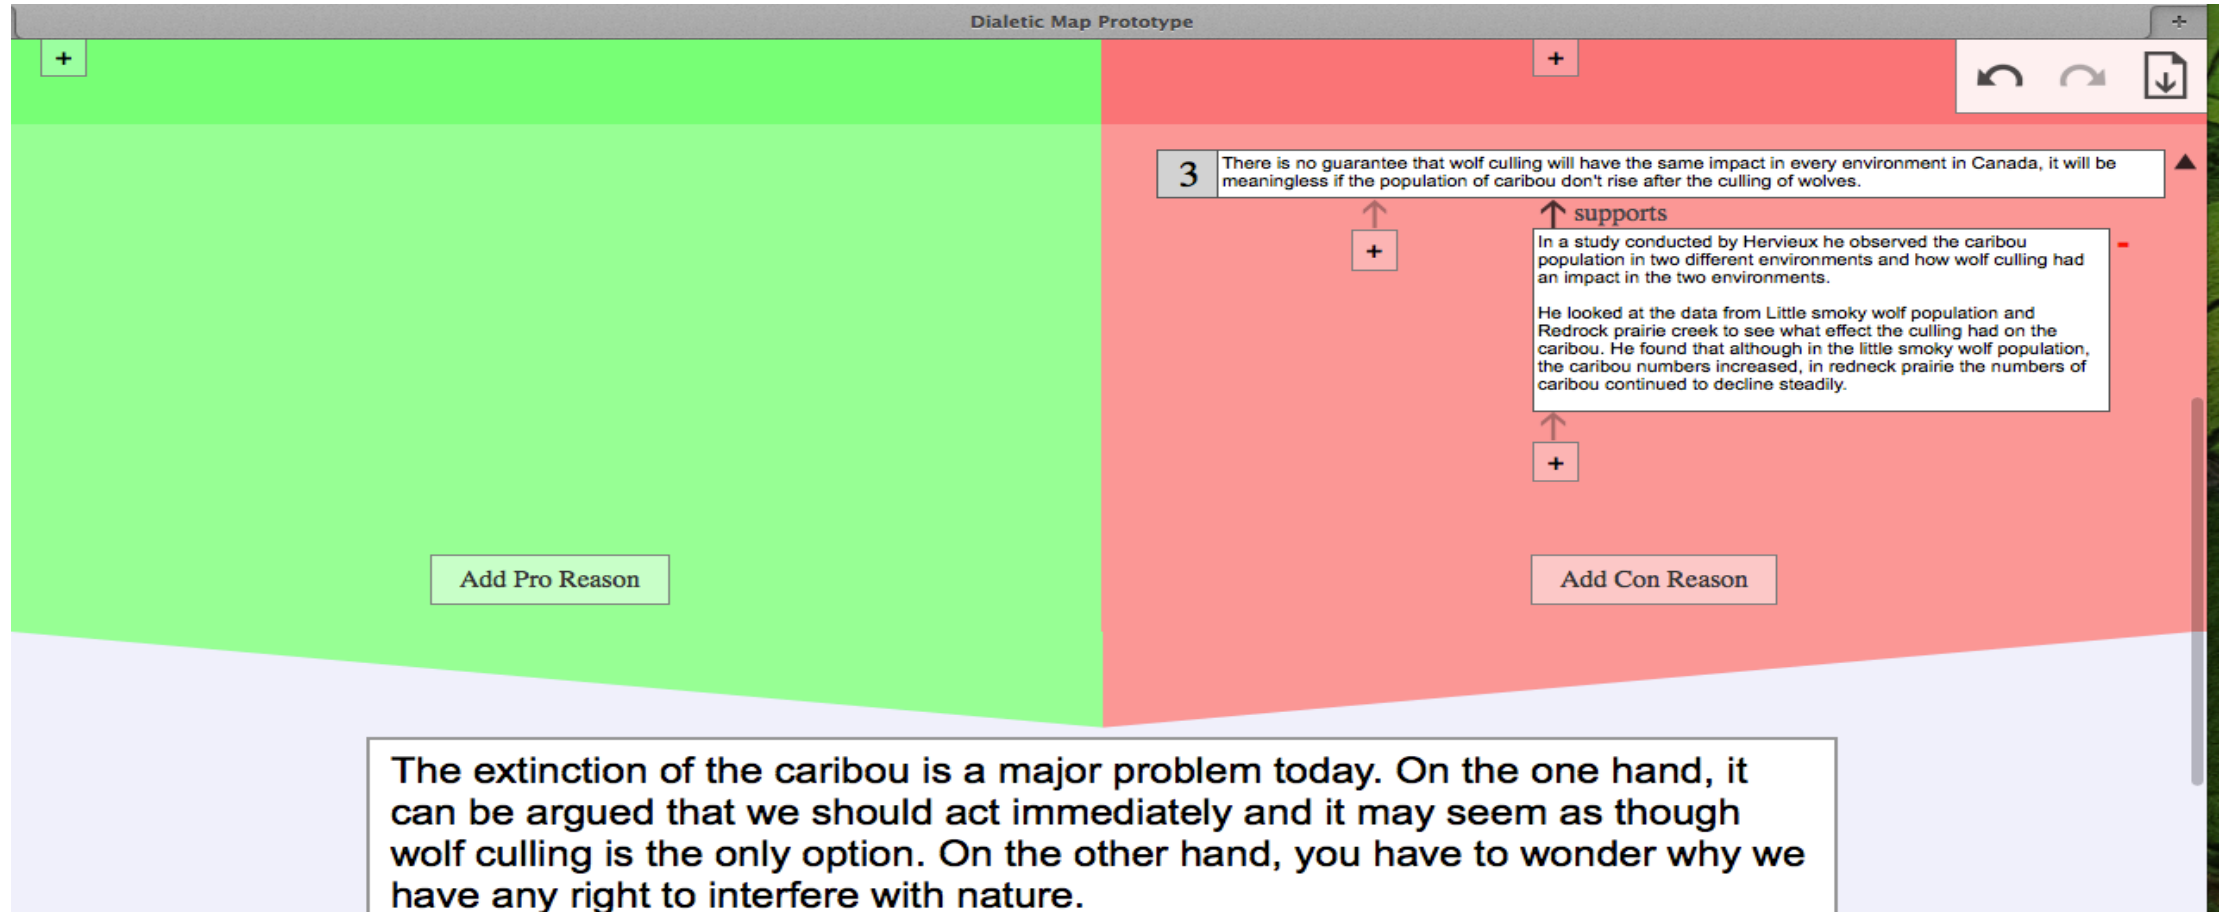 Dialetic Map Prototype
+
+
+
3
There is no guarantee that wolf culling will have the same impact in every environment in Canada, it will be
meaningless if the population of caribou don't rise after the culling of wolves.
supports
+
In a study conducted by Hervieux he observed the caribou
population in two different environments and how wolf culling had
an impact in the two environments.
He looked at the data from Little smoky wolf population and
Redrock prairie creek to see what effect the culling had on the
caribou. He found that although in the little smoky wolf population,
the caribou numbers increased, in redneck prairie the numbers of
caribou continued to decline steadily.
-
+
Add Pro Reason
Add Con Reason
The extinction of the caribou is a major problem today. On the one hand, it
can be argued that we should act immediately and it may seem as though
wolf culling is the only option. On the other hand, you have to wonder why we
have any right to interfere with nature.